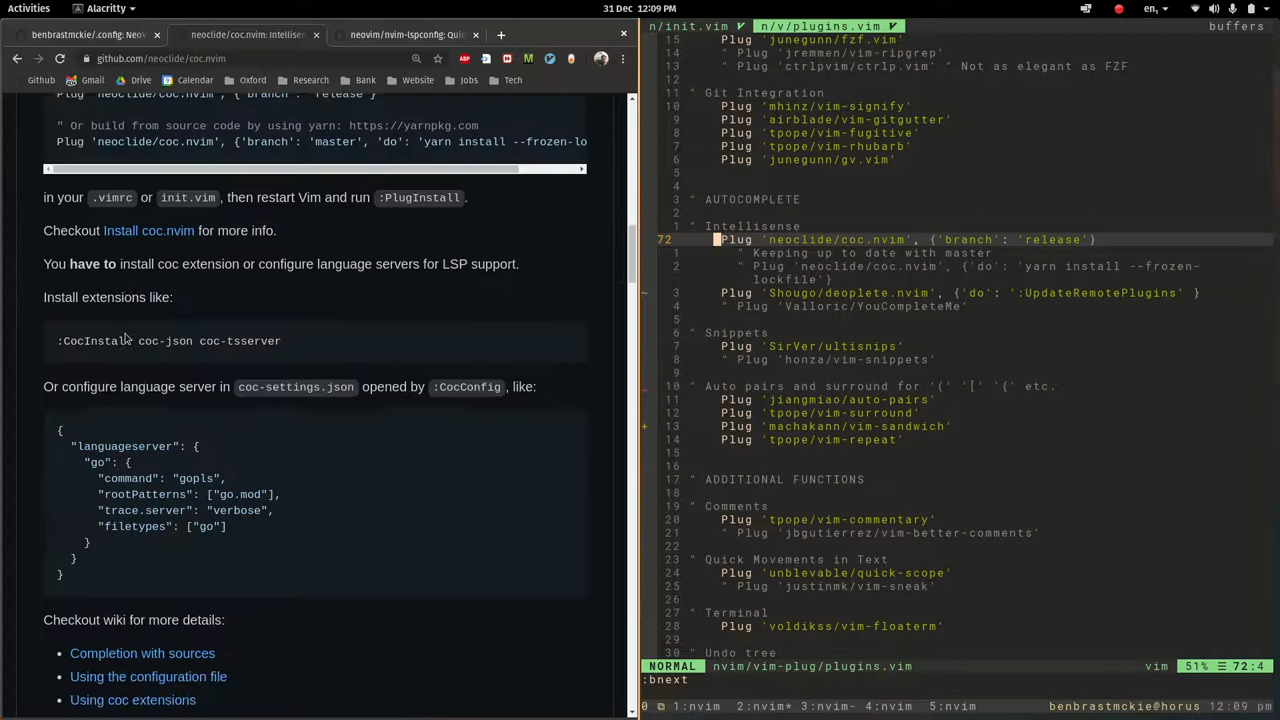 Activities
Alacritty
31 Dec 12:09 PM
en₁
benbrastmckie/.config:
neoclide/coc.nvim: Intellisen
neovim/nvim-lspconfig: Quic
github.com/neoclide/coc.nvim
Github Gmail Drive Calendar Research Bank Website Jobs Tech
Plug 'neoclide/coc.nvim', {'branch': 'release'}
" Or build from source code by using yarn: https://yarnpkg.com
Plug 'neoclide/coc.nvim', {'branch': 'master', 'do': 'yarn install --frozen-lo
in your .vimrc or init.vim, then restart Vim and run :PlugInstall.
Checkout Install coc.nvim for more info.
You have to install coc extension or configure language servers for LSP support.
Install extensions like:
:CocInstall coc-json coc-tsserver
Or configure language server in coc-settings.json opened by :CocConfig, like:
{
"languageserver": {
"go": {
"command": "gopls",
"rootPatterns": ["go.mod"],
"trace.server": "verbose",
"filetypes": ["go"]
}
}
}
Checkout wiki for more details:
Completion with sources
Using the configuration file
Using coc extensions
n/init.vim n/v/plugins.vim buffers
15 Plug 'junegunn/fzf.vim'
14 " Plug 'jremmen/vim-ripgrep'
13 " Plug 'ctrlpvim/ctrlp.vim' " Not as elegant as FZF
12
11 " Git Integration
10 Plug 'mhinz/vim-signify'
9 Plug 'airblade/vim-gitgutter'
8 Plug 'tpope/vim-fugitive'
7 Plug 'tpope/vim-rhubarb'
6 Plug 'junegunn/gv.vim'
5
4
3 " AUTOCOMPLETE
2
1 " Intellisense
72 Plug 'neoclide/coc.nvim', {'branch': 'release'}
1 " Keeping up to date with master
2 " Plug 'neoclide/coc.nvim', {'do': 'yarn install --frozen-
lockfile'}
~ 3 Plug 'Shougo/deoplete.nvim', {'do': ':UpdateRemotePlugins' }
4 " Plug 'Valloric/YouCompleteMe'
5
6 " Snippets
7 Plug 'SirVer/ultisnips'
8 " Plug 'honza/vim-snippets'
9
_ 10 " Auto pairs and surround for '(' '[' '{' etc.
11 Plug 'jiangmiao/auto-pairs'
12 Plug 'tpope/vim-surround'
+ 13 Plug 'machakann/vim-sandwich'
14 Plug 'tpope/vim-repeat'
15
16
17 " ADDITIONAL FUNCTIONS
18
19 " Comments
20 Plug 'tpope/vim-commentary'
21 " Plug 'jbgutierrez/vim-better-comments'
22
23 " Quick Movements in Text
24 Plug 'unblevable/quick-scope'
25 " Plug 'justinmk/vim-sneak'
26
27 " Terminal
28 Plug 'voldikss/vim-floaterm'
29
30 " Undo tree
NORMAL nvim/vim-plug/plugins.vim vim 51% ☰ 72:4
:bnext
0 1:nvim 2:nvim* 3:nvim- 4:nvim 5:nvim benbrastmckie@horus 12:09 pm